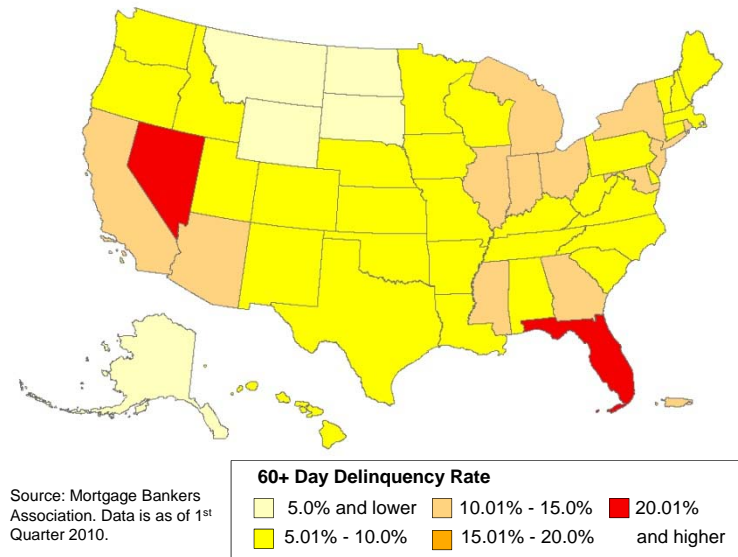 60+ Day Delinquency Rate
5.0% and lower
10.01% - 15.0%
20.01%
5.01% - 10.0%
15.01% - 20.0%
and higher
Source: Mortgage Bankers
Association. Data is as of 1st
Quarter 2010.